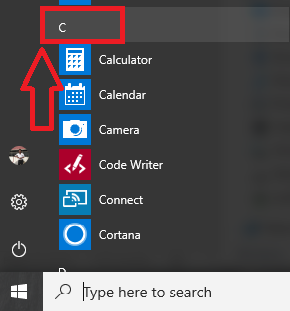 C
Calculator
Calendar
Camera
Code Writer
Connect
Cortana
D
Type here to search